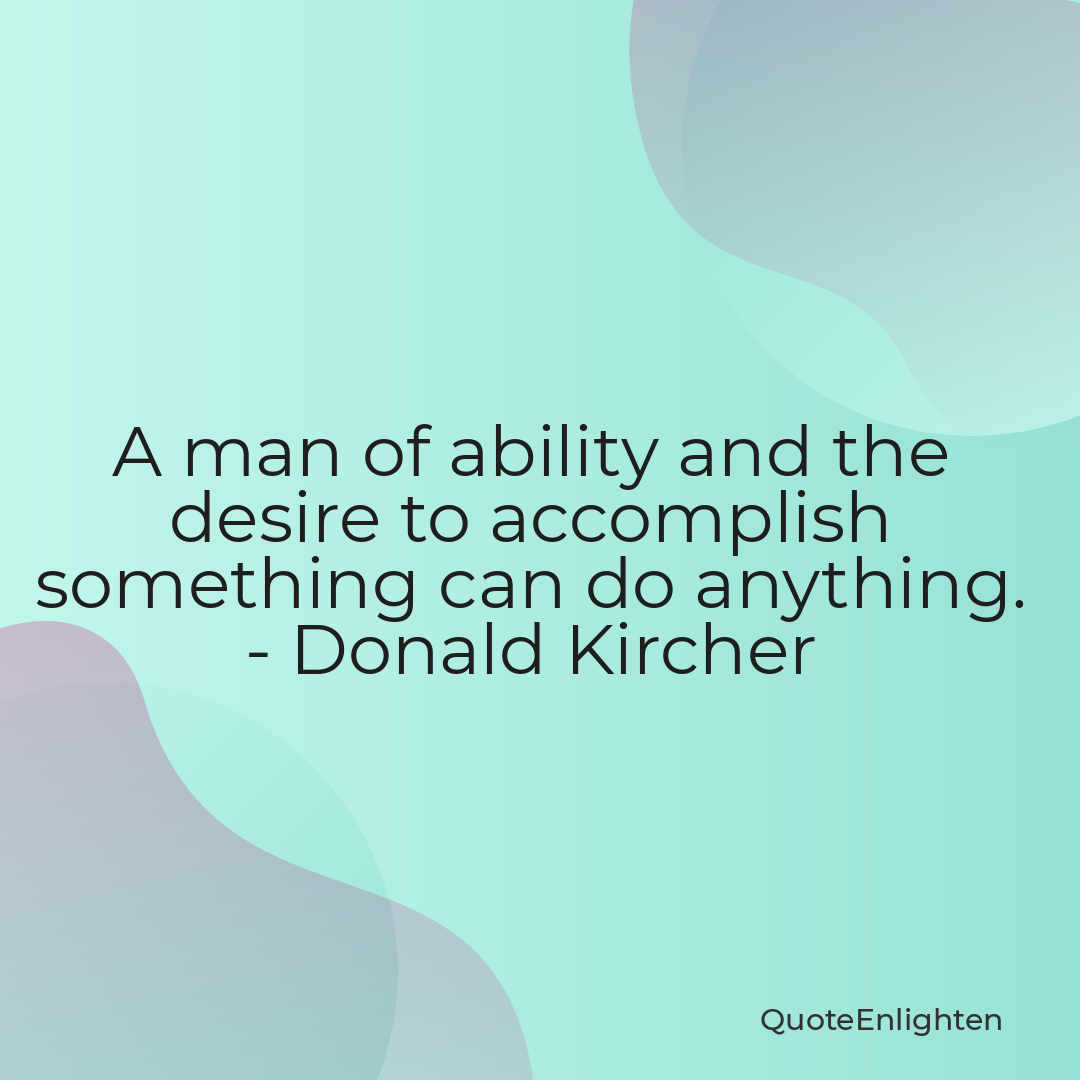 A man of ability and the
desire to accomplish
something can do anything.
- Donald Kircher
QuoteEnlighten